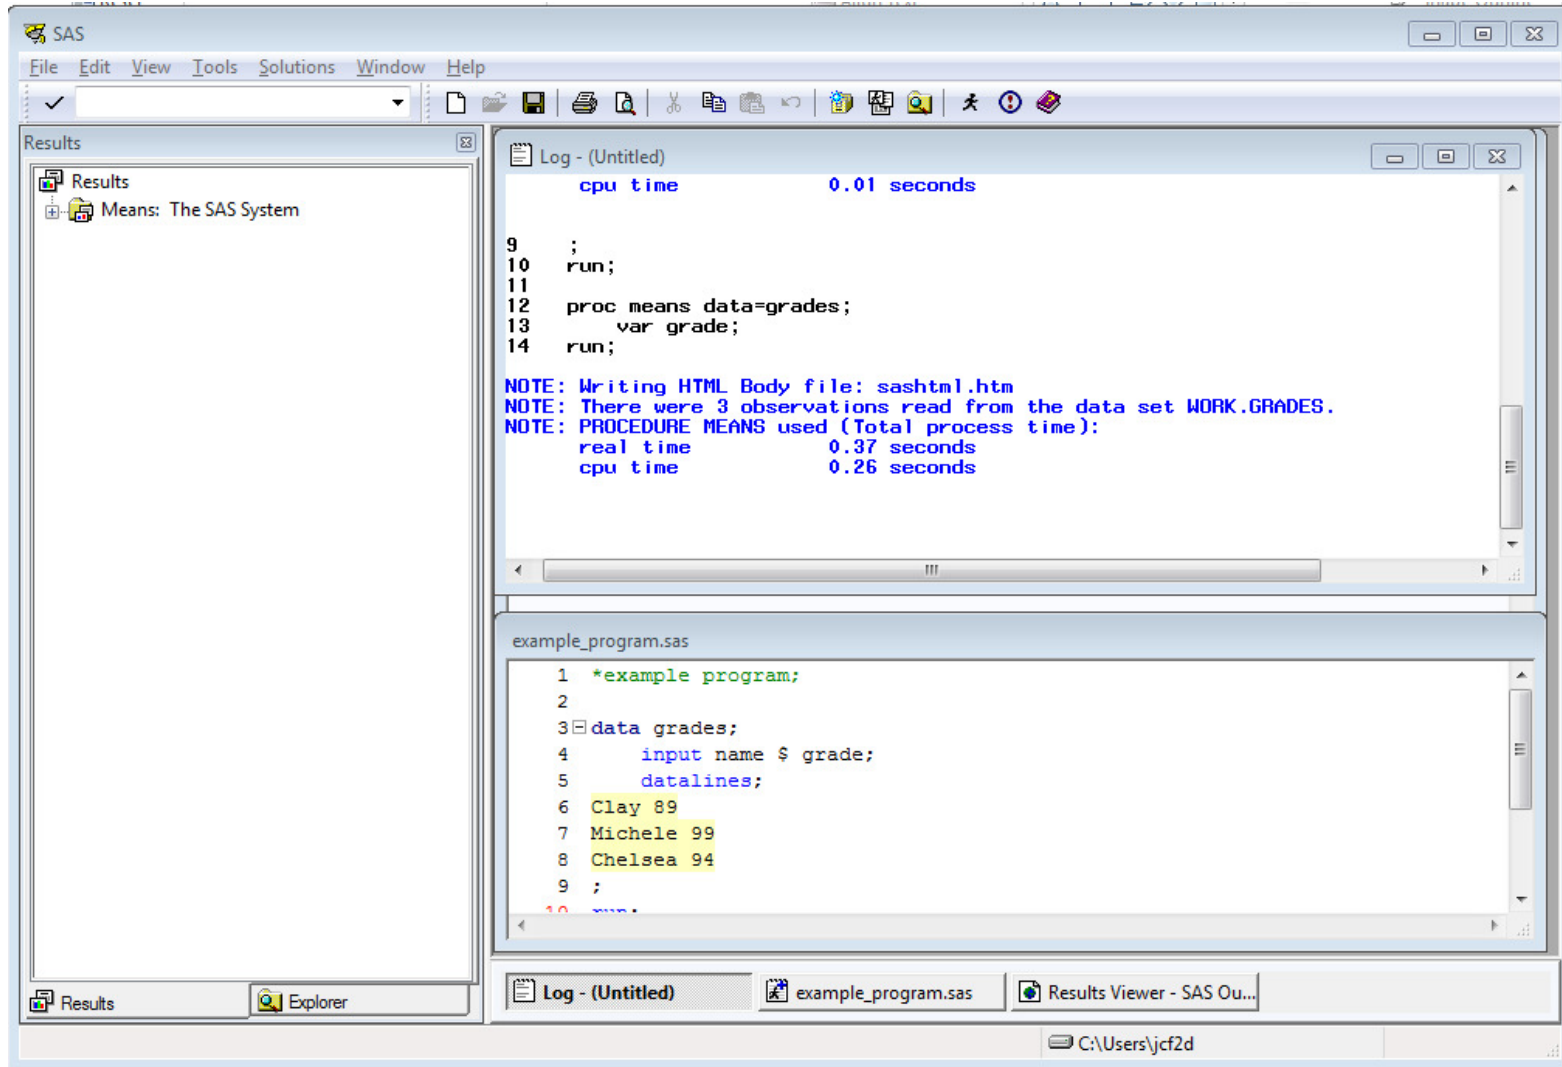 SAS
File Edit View Tools Solutions Window Help
Results
Results
Means: The SAS System
Results
Explorer
Log - (Untitled)
cpu time 0.01 seconds
9 ;
10 run;
11
12 proc means data=grades;
13 var grade;
14 run;
NOTE: Writing HTML Body file: sashtml.htm
NOTE: There were 3 observations read from the data set WORK.GRADES.
NOTE: PROCEDURE MEANS used (Total process time):
real time 0.37 seconds
cpu time 0.26 seconds
example_program.sas
1 *example program;
2
3 data grades;
4 input name $ grade;
5 datalines;
6 Clay 89
7 Michele 99
8 Chelsea 94
9 ;
10 run;
Log - (Untitled)
example_program.sas
Results Viewer - SAS Ou...
C:\Users\jcf2d